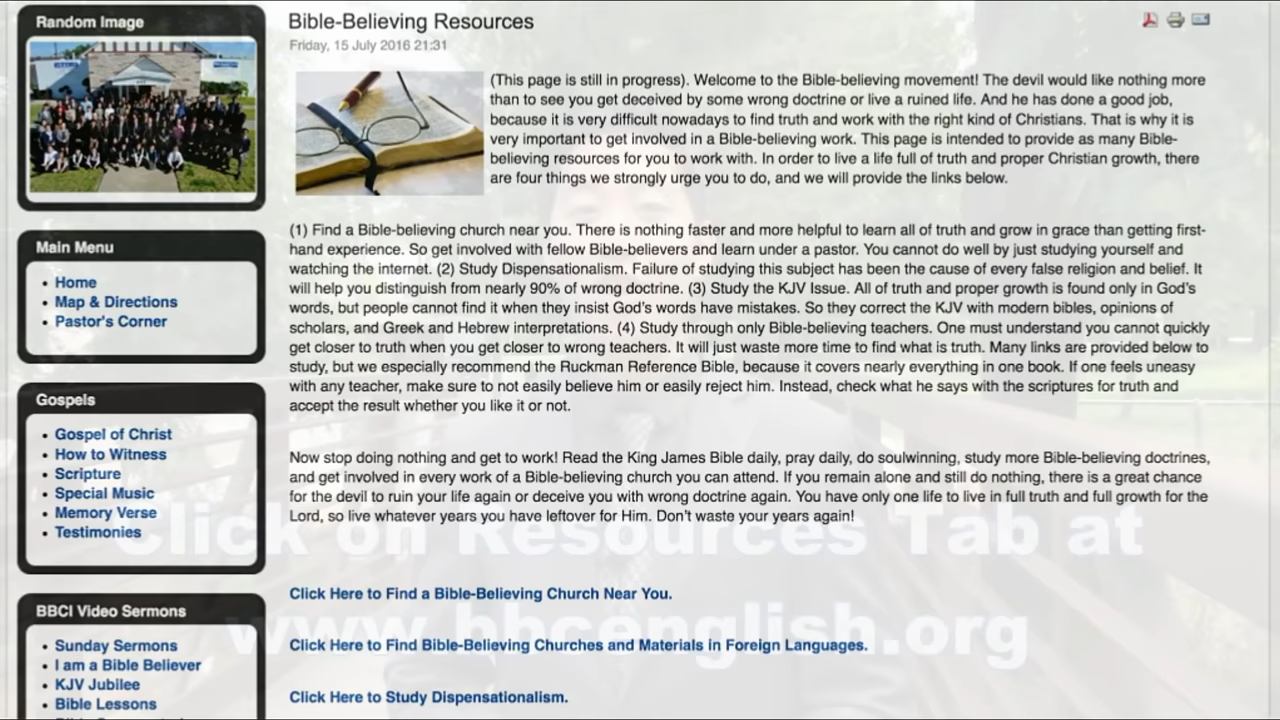 Random Image
Main Menu
Home
Map & Directions
Pastor's Corner
Gospels
Gospel of Christ
How to Witness
Scripture
Special Music
Memory Verse
Testimonies
BBCI Video Sermons
Sunday Sermons
I am a Bible Believer
KJV Jubilee
Bible Lessons
Bible-Believing Resources
Friday, 15 July 2016 21:31
(This page is still in progress). Welcome to the Bible-believing movement! The devil would like nothing more
than to see you get deceived by some wrong doctrine or live a ruined life. And he has done a good job,
because it is very difficult nowadays to find truth and work with the right kind of Christians. That is why it is
very important to get involved in a Bible-believing work. This page is intended to provide as many Bible-
believing resources for you to work with. In order to live a life full of truth and proper Christian growth, there
are four things we strongly urge you to do, and we will provide the links below.
(1) Find a Bible-believing church near you. There is nothing faster and more helpful to learn all of truth and grow in grace than getting first-
hand experience. So get involved with fellow Bible-believers and learn under a pastor. You cannot do well by just studying yourself and
watching the internet. (2) Study Dispensationalism. Failure of studying this subject has been the cause of every false religion and belief. It
will help you distinguish from nearly 90% of wrong doctrine. (3) Study the KJV Issue. All of truth and proper growth is found only in God's
words, but people cannot find it when they insist God's words have mistakes. So they correct the KJV with modern bibles, opinions of
scholars, and Greek and Hebrew interpretations. (4) Study through only Bible-believing teachers. One must understand you cannot quickly
get closer to truth when you get closer to wrong teachers. It will just waste more time to find what is truth. Many links are provided below to
study, but we especially recommend the Ruckman Reference Bible, because it covers nearly everything in one book. If one feels uneasy
with any teacher, make sure to not easily believe him or easily reject him. Instead, check what he says with the scriptures for truth and
accept the result whether you like it or not.
Now stop doing nothing and get to work! Read the King James Bible daily, pray daily, do soulwinning, study more Bible-believing doctrines,
and get involved in every work of a Bible-believing church you can attend. If you remain alone and still do nothing, there is a great chance
for the devil to ruin your life again or deceive you with wrong doctrine again. You have only one life to live in full truth and full growth for the
Lord, so live whatever years you have leftover for Him. Don't waste your years again!
Click on Resources Tab at
www.bbcenglish.org
Click Here to Find a Bible-Believing Church Near You.
Click Here to Find Bible-Believing Churches and Materials in Foreign Languages.
Click Here to Study Dispensationalism.